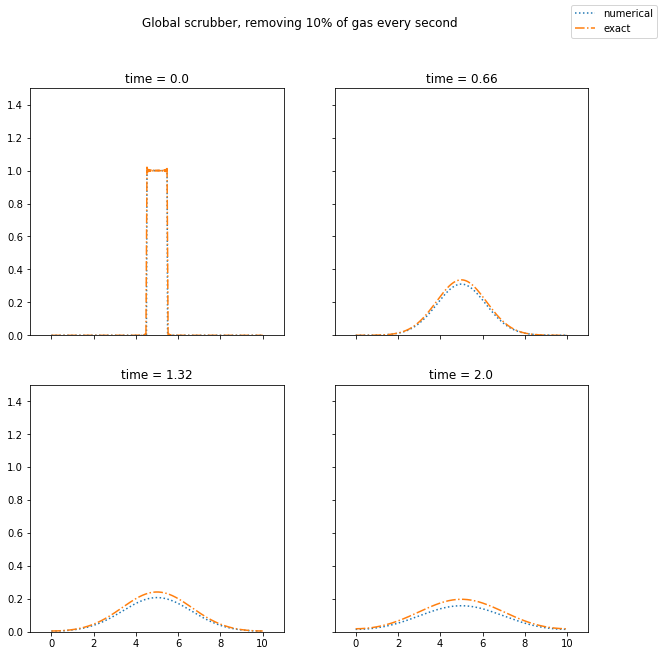 Global scrubber, removing 10% of gas every second
numerical
exact
time = 0.0
time = 0.66
1.4
1.2
1.0
0.8
0.6
0.4
0.2
0.0
time = 1.32
time = 2.0
1.4
1.2
1.0
0.8
0.6
0.4
0.2
0.0
0 2 4 6 8 10
0 2 4 6 8 10